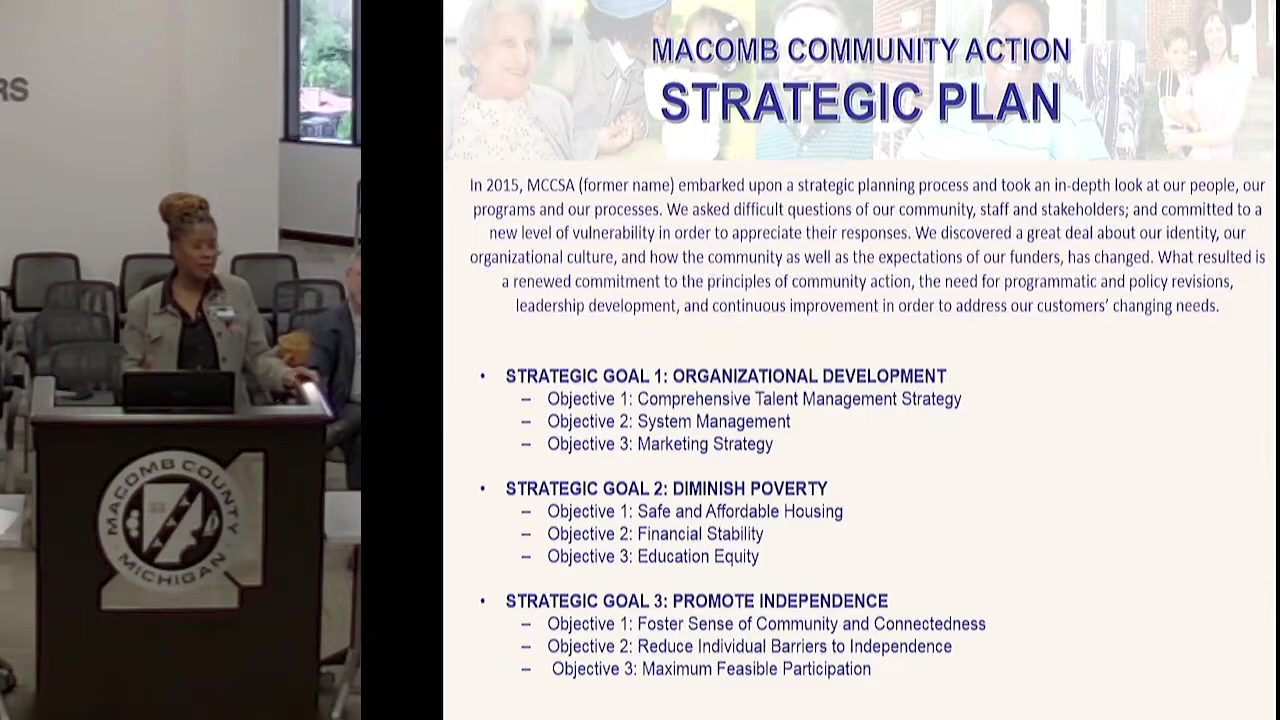 RS
MACOMB COUNTY
MICHIGAN
MACOMB COMMUNITY ACTION
STRATEGIC PLAN
In 2015, MCCSA (former name) embarked upon a strategic planning process and took an in-depth look at our people, our
programs and our processes. We asked difficult questions of our community, staff and stakeholders; and committed to a
new level of vulnerability in order to appreciate their responses. We discovered a great deal about our identity, our
organizational culture, and how the community as well as the expectations of our funders, has changed. What resulted is
a renewed commitment to the principles of community action, the need for programmatic and policy revisions,
leadership development, and continuous improvement in order to address our customers' changing needs.
• STRATEGIC GOAL 1: ORGANIZATIONAL DEVELOPMENT
– Objective 1: Comprehensive Talent Management Strategy
– Objective 2: System Management
– Objective 3: Marketing Strategy
• STRATEGIC GOAL 2: DIMINISH POVERTY
– Objective 1: Safe and Affordable Housing
– Objective 2: Financial Stability
– Objective 3: Education Equity
• STRATEGIC GOAL 3: PROMOTE INDEPENDENCE
– Objective 1: Foster Sense of Community and Connectedness
– Objective 2: Reduce Individual Barriers to Independence
– Objective 3: Maximum Feasible Participation